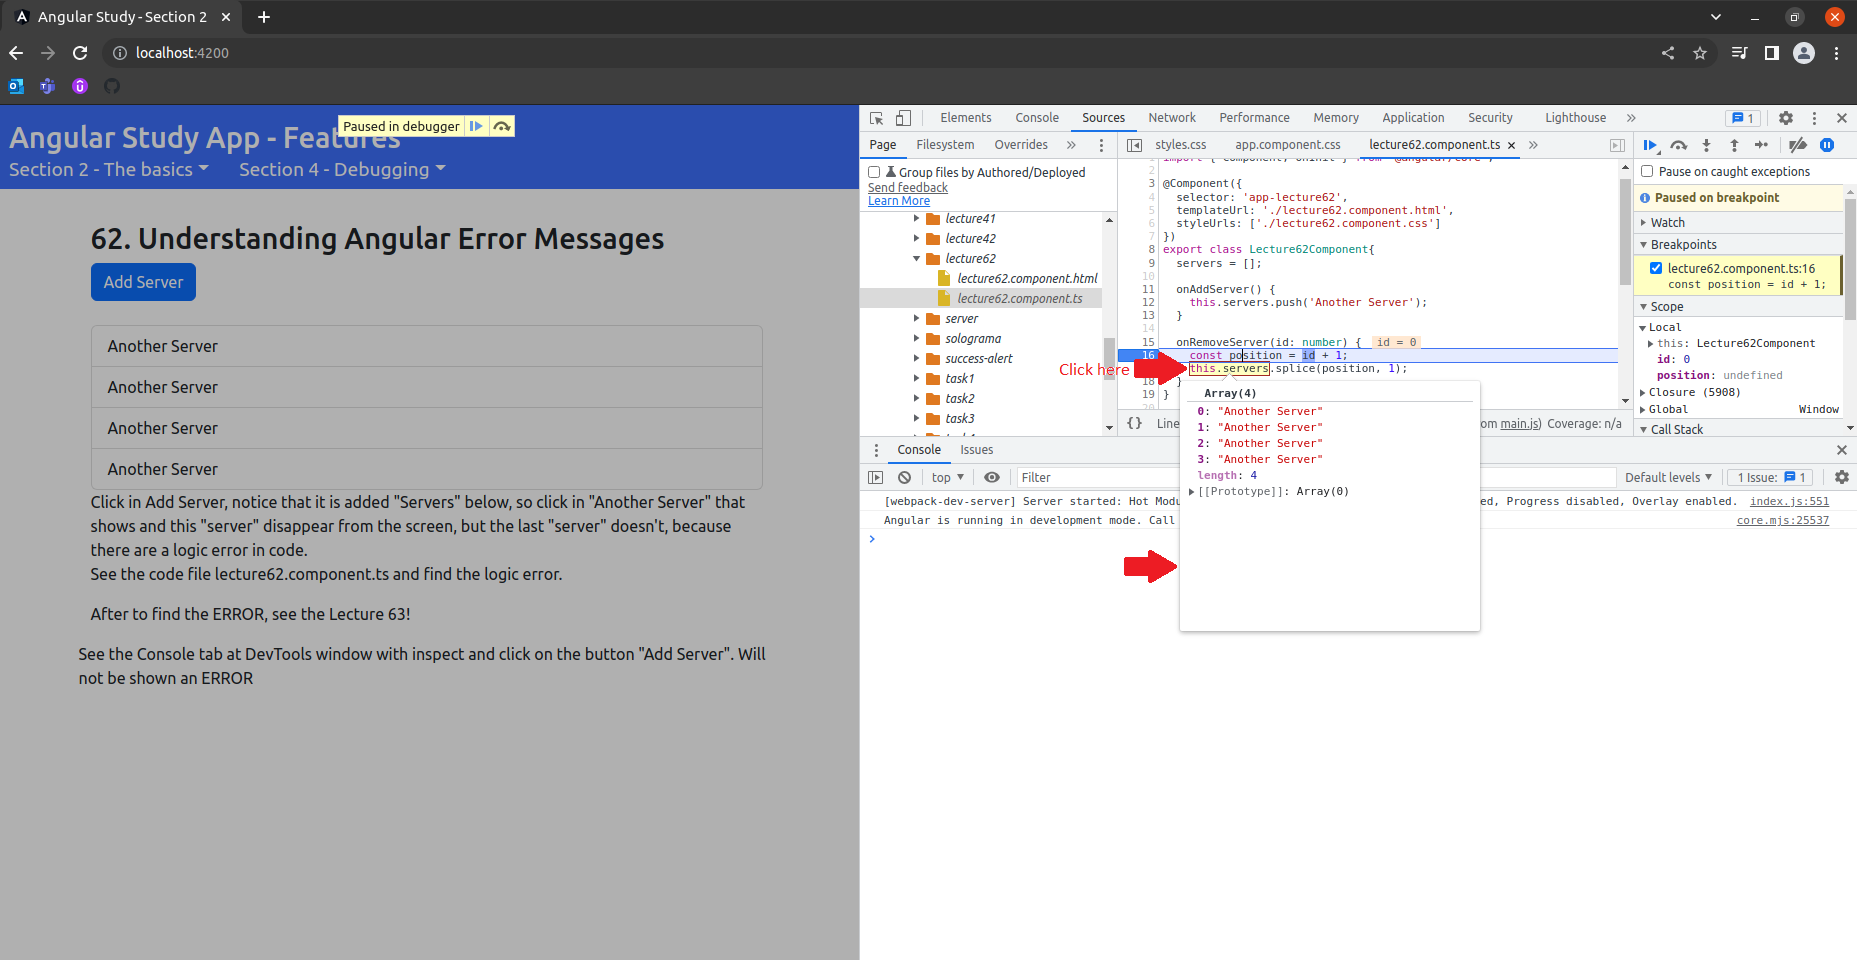 Angular Study - Section 2
localhost:4200
Angular Study App - Features
Paused in debugger
Section 2 - The basics
Section 4 - Debugging
62. Understanding Angular Error Messages
Add Server
Another Server
Another Server
Another Server
Another Server
Click in Add Server, notice that it is added "Servers" below, so click in "Another Server" that
shows and this "server" disappear from the screen, but the last "server" doesn't, because
there are a logic error in code.
See the code file lecture62.component.ts and find the logic error.
After to find the ERROR, see the Lecture 63!
See the Console tab at DevTools window with inspect and click on the button "Add Server". Will
not be shown an ERROR
Elements Console Sources Network Performance Memory Application Security Lighthouse » 1
Page Filesystem Overrides »
Group files by Authored/Deployed
Send feedback
Learn More
lecture41
lecture42
lecture62
lecture62.component.html
lecture62.component.ts
server
solograma
success-alert
task1
task2
task3
styles.css app.component.css lecture62.component.ts »
2
3 @Component({
4 selector: 'app-lecture62',
5 templateUrl: './lecture62.component.html',
6 styleUrls: ['./lecture62.component.css']
7 })
8 export class Lecture62Component{
9 servers = [];
10
11 onAddServer() {
12 this.servers.push('Another Server');
13 }
14
15 onRemoveServer(id: number) { id = 0
16 const position = id + 1;
Click here this.servers.splice(position, 1);
18 }
19 }
20
{} Line
om main.js) Coverage: n/a
Array(4)
0: "Another Server"
1: "Another Server"
2: "Another Server"
3: "Another Server"
length: 4
[[Prototype]]: Array(0)
Pause on caught exceptions
Paused on breakpoint
Watch
Breakpoints
lecture62.component.ts:16
const position = id + 1;
Scope
Local
this: Lecture62Component
id: 0
position: undefined
Closure (5908)
Global Window
Call Stack
Console Issues
top Filter Default levels 1 Issue: 1
[webpack-dev-server] Server started: Hot Modu
ed, Progress disabled, Overlay enabled. index.js:551
Angular is running in development mode. Call
core.mjs:25537